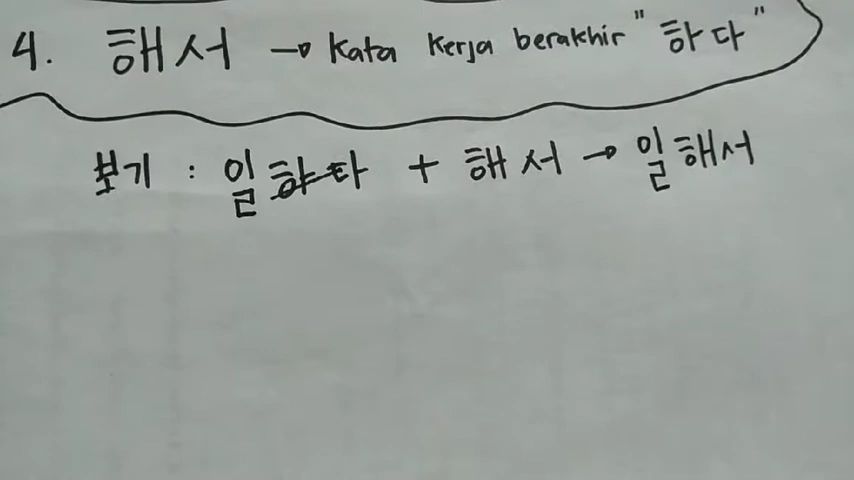 4. 해서 → Kata Kerja berakhir "하다"
보기 : 일하다 + 해서 → 일해서